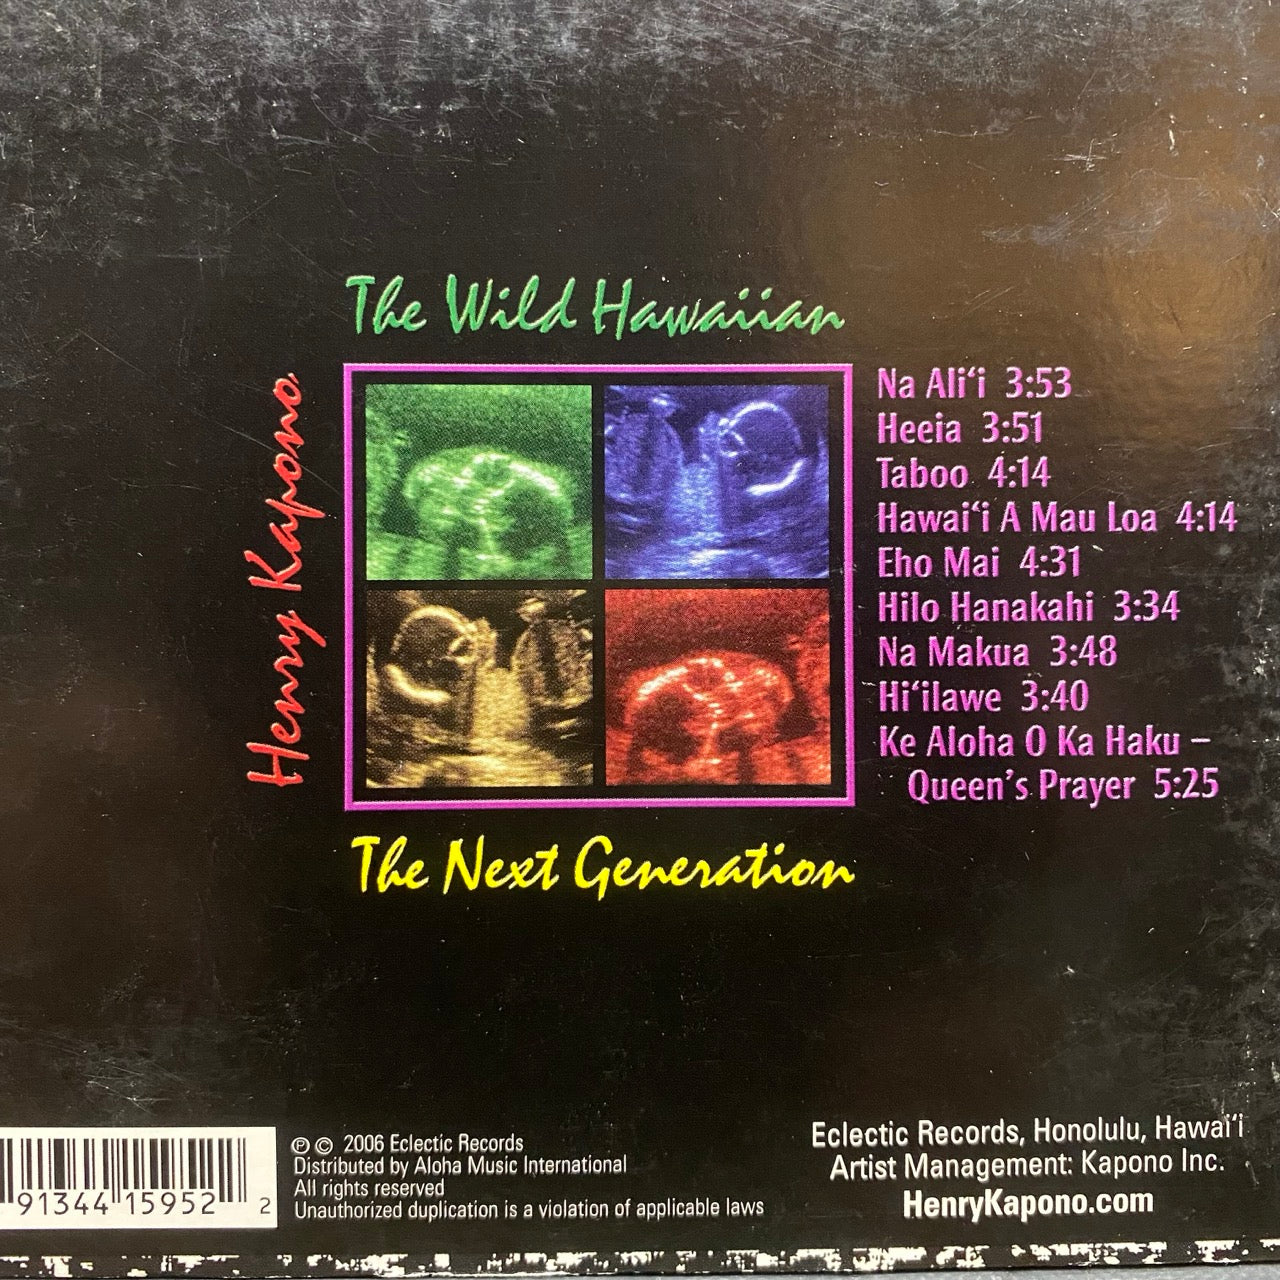 The Wild Hawaiian
Henry Kapono
Na Ali‘i 3:53
Heeia 3:51
Taboo 4:14
Hawai‘i A Mau Loa 4:14
Eho Mai 4:31
Hilo Hanakahi 3:34
Na Makua 3:48
Hi‘ilawe 3:40
Ke Aloha O Ka Haku –
Queen's Prayer 5:25
The Next Generation
91344 15952 2
℗ © 2006 Eclectic Records
Distributed by Aloha Music International
All rights reserved
Unauthorized duplication is a violation of applicable laws
Eclectic Records, Honolulu, Hawai‘i
Artist Management: Kapono Inc.
HenryKapono.com